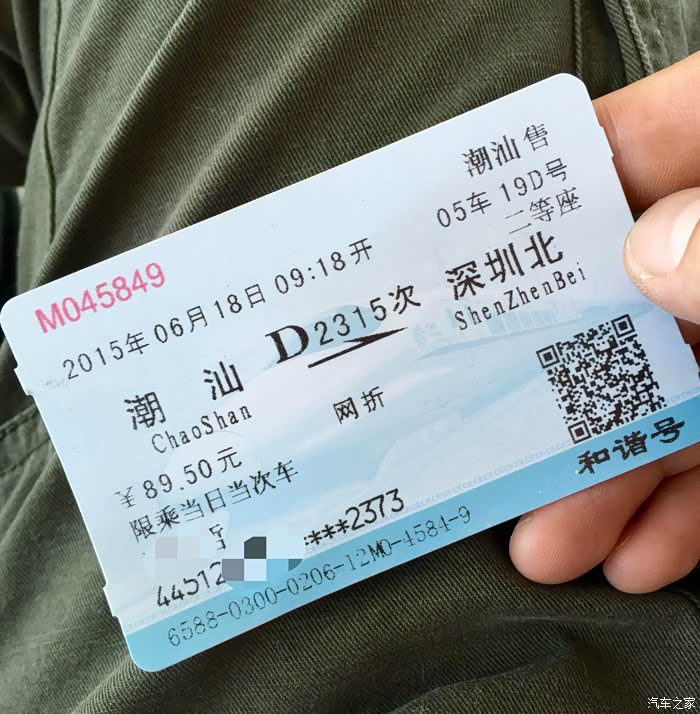 潮汕售
M045849
05车 19D号
二等座
2015年06月18日 09:18开
潮汕
D2315次
深圳北
ChaoShan
ShenZhenBei
网折
￥89.50元
限乘当日当次车
和谐号
44512
****2373
6588-0300-0206-12M0-4584-9
汽车之家